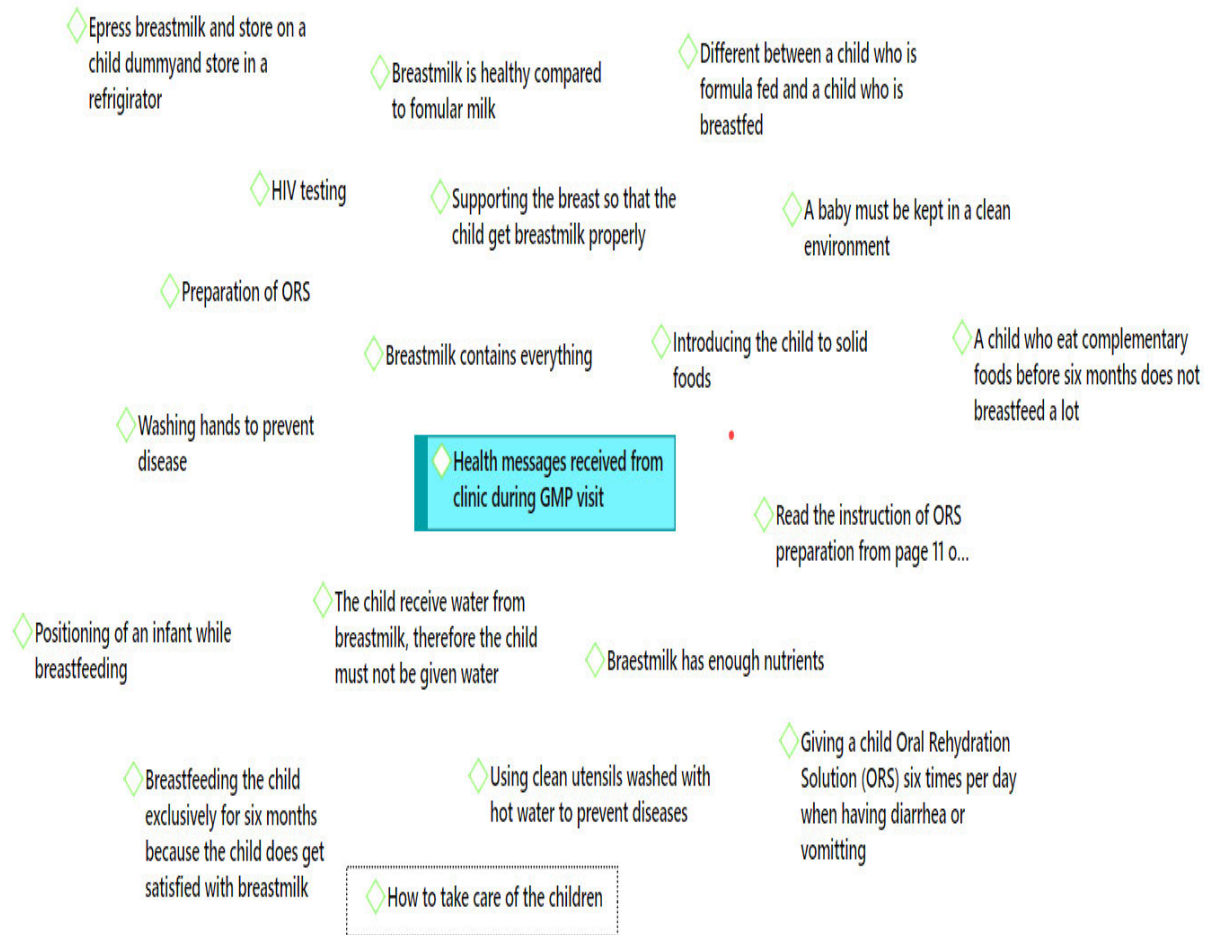 Epress breastmilk and store on a
child dummyand store in a
refrigirator
Breastmilk is healthy compared
to fomular milk
Different between a child who is
formula fed and a child who is
breastfed
HIV testing
Supporting the breast so that the
child get breastmilk properly
A baby must be kept in a clean
environment
Preparation of ORS
Breastmilk contains everything
Introducing the child to solid
foods
A child who eat complementary
foods before six months does not
breastfeed a lot
Washing hands to prevent
disease
Health messages received from
clinic during GMP visit
Read the instruction of ORS
preparation from page 11 o...
Positioning of an infant while
breastfeeding
The child receive water from
breastmilk, therefore the child
must not be given water
Braestmilk has enough nutrients
Breastfeeding the child
exclusively for six months
because the child does get
satisfied with breastmilk
Using clean utensils washed with
hot water to prevent diseases
Giving a child Oral Rehydration
Solution (ORS) six times per day
when having diarrhea or
vomitting
How to take care of the children